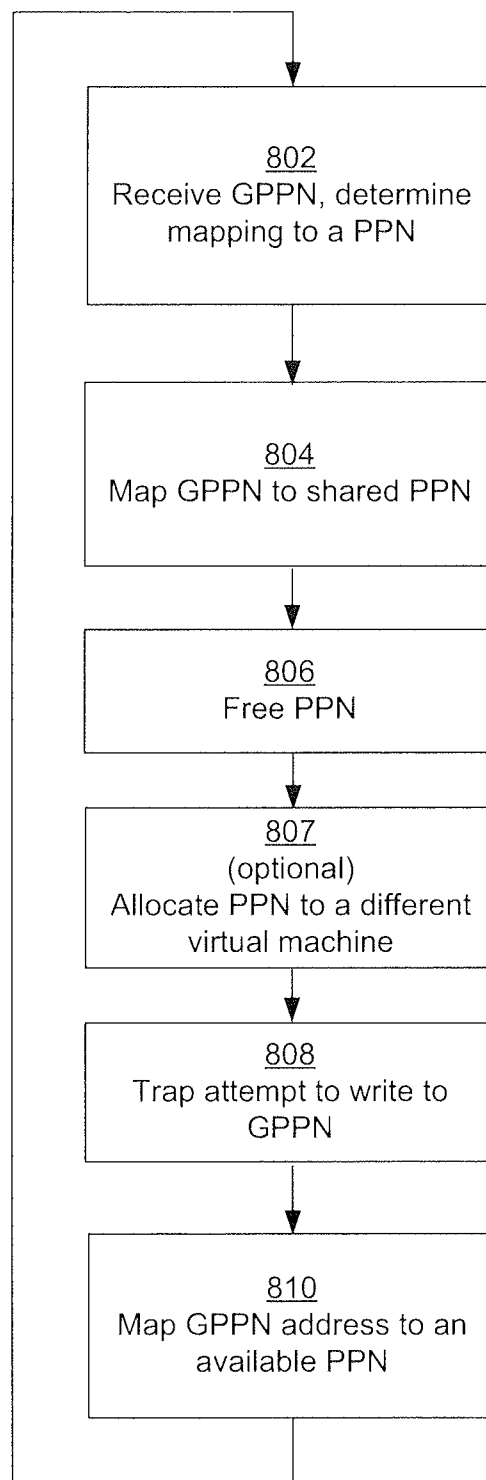 802
Receive GPPN, determine
mapping to a PPN
804
Map GPPN to shared PPN
806
Free PPN
807
(optional)
Allocate PPN to a different
virtual machine
808
Trap attempt to write to
GPPN
810
Map GPPN address to an
available PPN